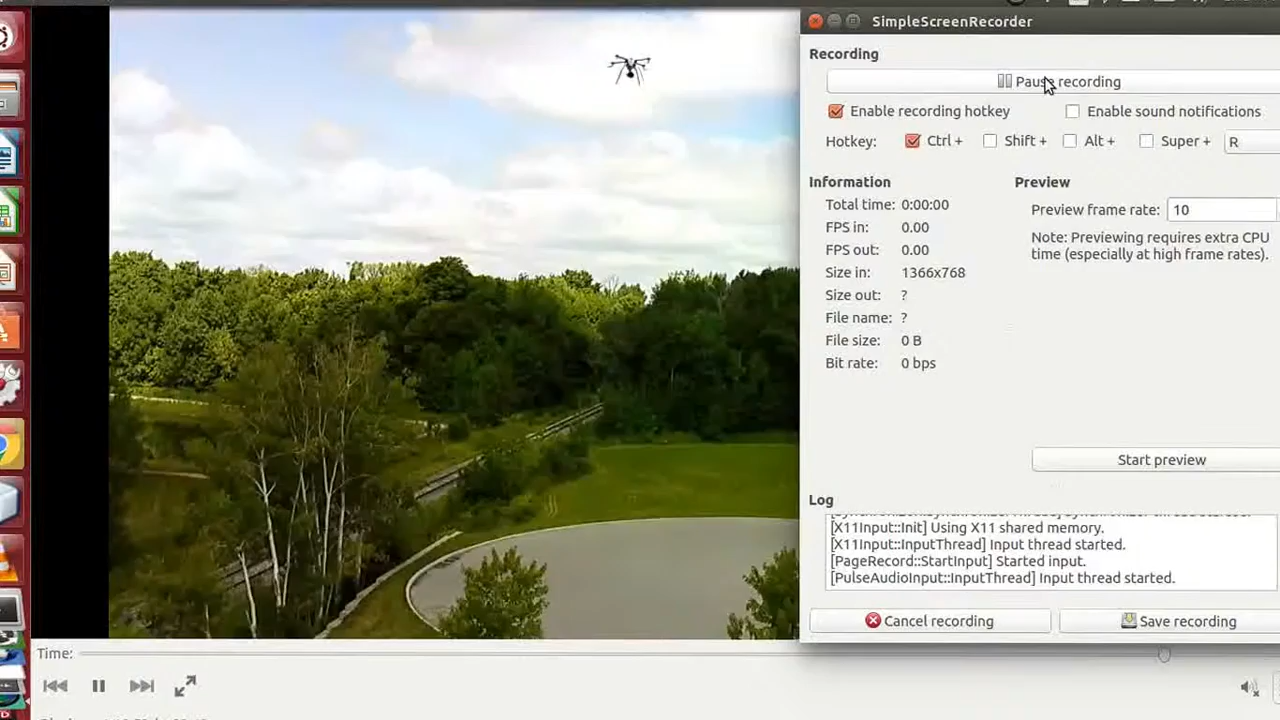 SimpleScreenRecorder
Recording
Pause recording
Enable recording hotkey
Enable sound notifications
Hotkey: Ctrl + Shift + Alt + Super + R
Information
Preview
Total time: 0:00:00
Preview frame rate: 10
FPS in: 0.00
Note: Previewing requires extra CPU
time (especially at high frame rates).
FPS out: 0.00
Size in: 1366x768
Size out: ?
File name: ?
File size: 0 B
Bit rate: 0 bps
Start preview
Log
[X11Input::Init] Using X11 shared memory.
[X11Input::InputThread] Input thread started.
[PageRecord::StartInput] Started input.
[PulseAudioInput::InputThread] Input thread started.
Cancel recording
Save recording
Time: